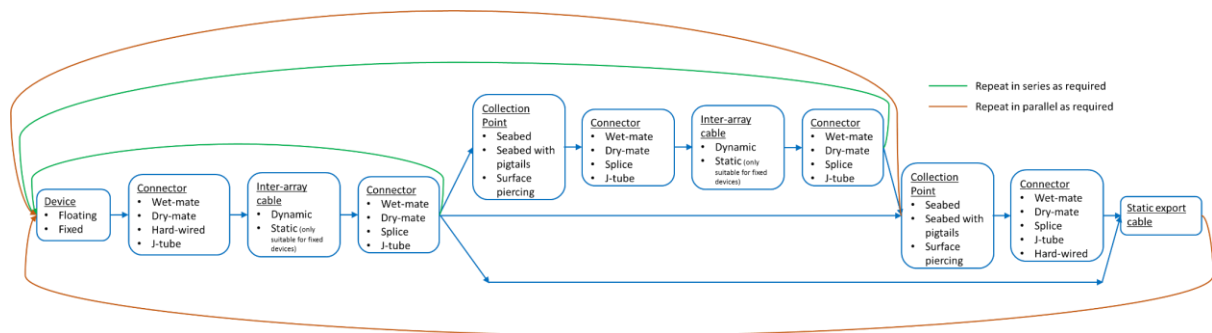 Repeat in series as required
Repeat in parallel as required
Device
• Floating
• Fixed
Connector
• Wet-mate
• Dry-mate
• Hard-wired
• J-tube
Inter-array
cable
• Dynamic
• Static (only
suitable for fixed
devices)
Connector
• Wet-mate
• Dry-mate
• Splice
• J-tube
Collection
Point
• Seabed
• Seabed with
pigtails
• Surface
piercing
Connector
• Wet-mate
• Dry-mate
• Splice
• J-tube
Inter-array
cable
• Dynamic
• Static (only
suitable for fixed
devices)
Connector
• Wet-mate
• Dry-mate
• Splice
• J-tube
Collection
Point
• Seabed
• Seabed with
pigtails
• Surface
piercing
Connector
• Wet-mate
• Dry-mate
• Splice
• J-tube
• Hard-wired
Static export
cable